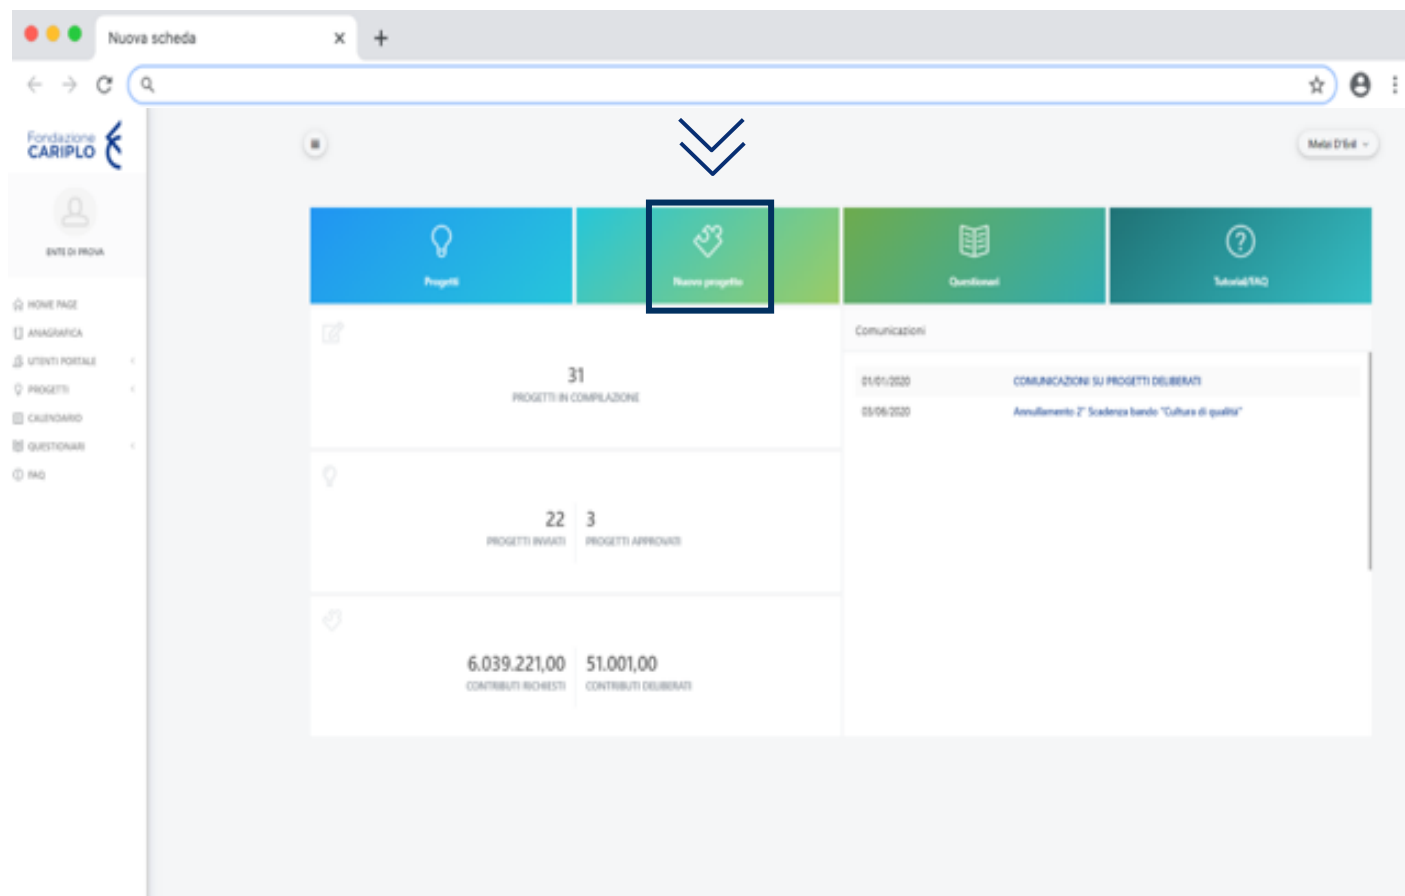 Nuova scheda
Fondazione
CARIPLO
ENTE DI PROVA
HOME PAGE
ANAGRAFICA
UTENTI PORTALE
PROGETTI
CALENDARIO
QUESTIONARI
FAQ
Progetti
Nuovo progetto
Questionari
Tutorial/FAQ
31
PROGETTI IN COMPILAZIONE
22
PROGETTI INVIATI
3
PROGETTI APPROVATI
6.039.221,00
CONTRIBUTI RICHIESTI
51.001,00
CONTRIBUTI DELIBERATI
Comunicazioni
01/01/2020 COMUNICAZIONI SU PROGETTI DELIBERATI
03/06/2020 Annullamento 2° Scadenza bando "Cultura di qualità"